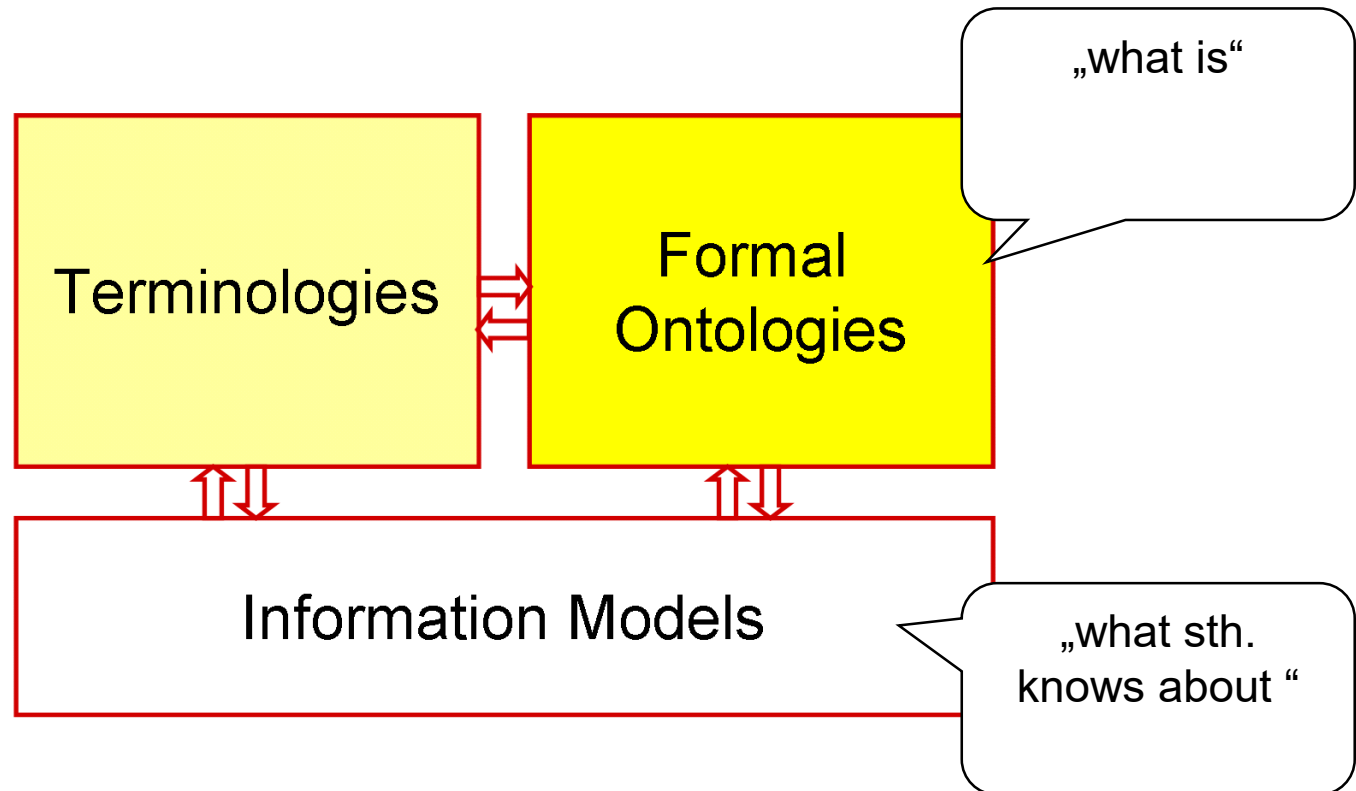 „what is“
Terminologies
Formal
Ontologies
Information Models
„what sth.
knows about “